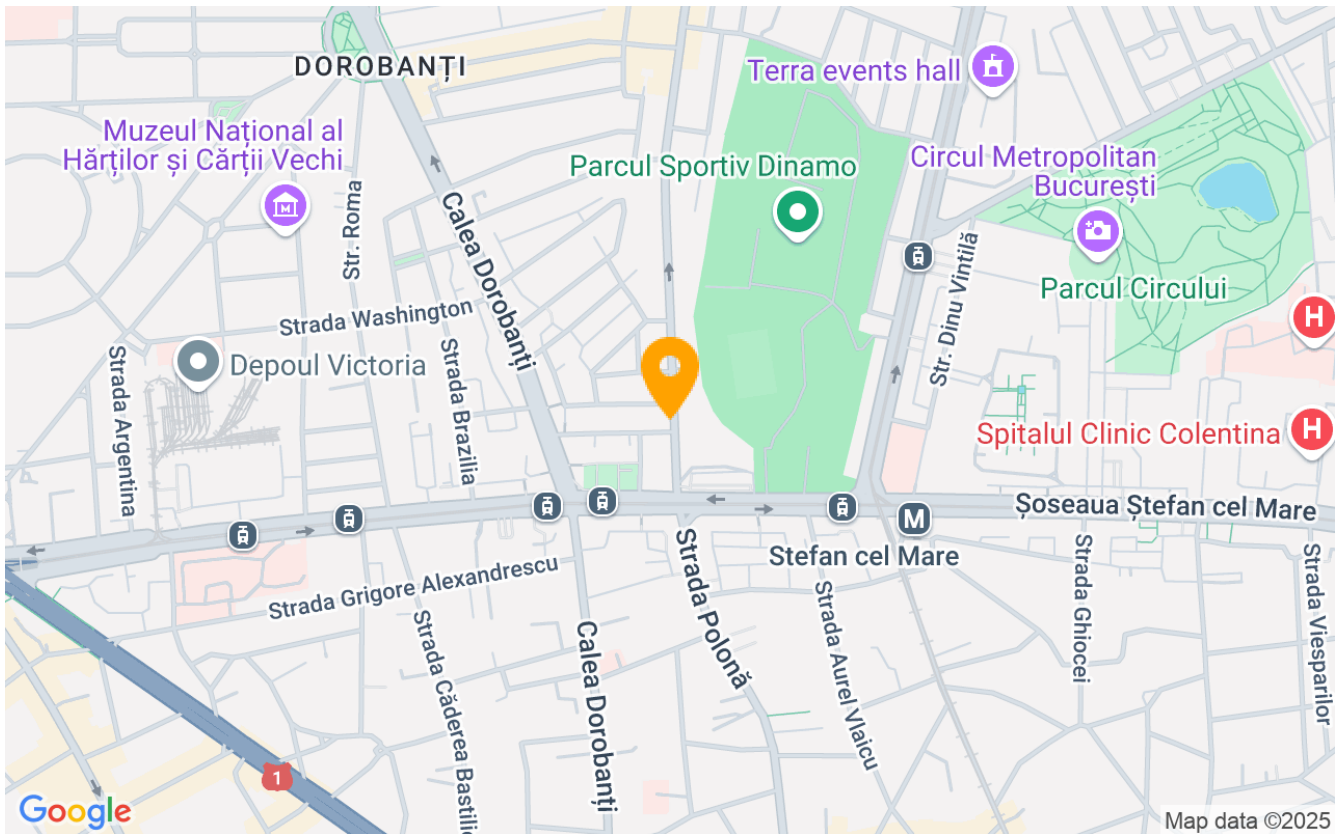 DOROBANȚI
Terra events hall
Muzeul Național al
Hărților și Cărții Vechi
Parcul Sportiv Dinamo
Circul Metropolitan
București
Str. Roma
Calea Dorobanți
Str. Dinu Vintilă
Parcul Circului
Strada Washington
H
Depoul Victoria
Strada Argentina
Strada Brazilia
Spitalul Clinic Colentina
H
Șoseaua Ștefan cel Mare
M
Stefan cel Mare
Strada Polonă
Strada Grigore Alexandrescu
Strada Căderea Bastiliei
Calea Dorobanți
Strada Aurel Vlaicu
Strada Ghiocei
Strada Viesparilor
1
Google
Map data ©2025